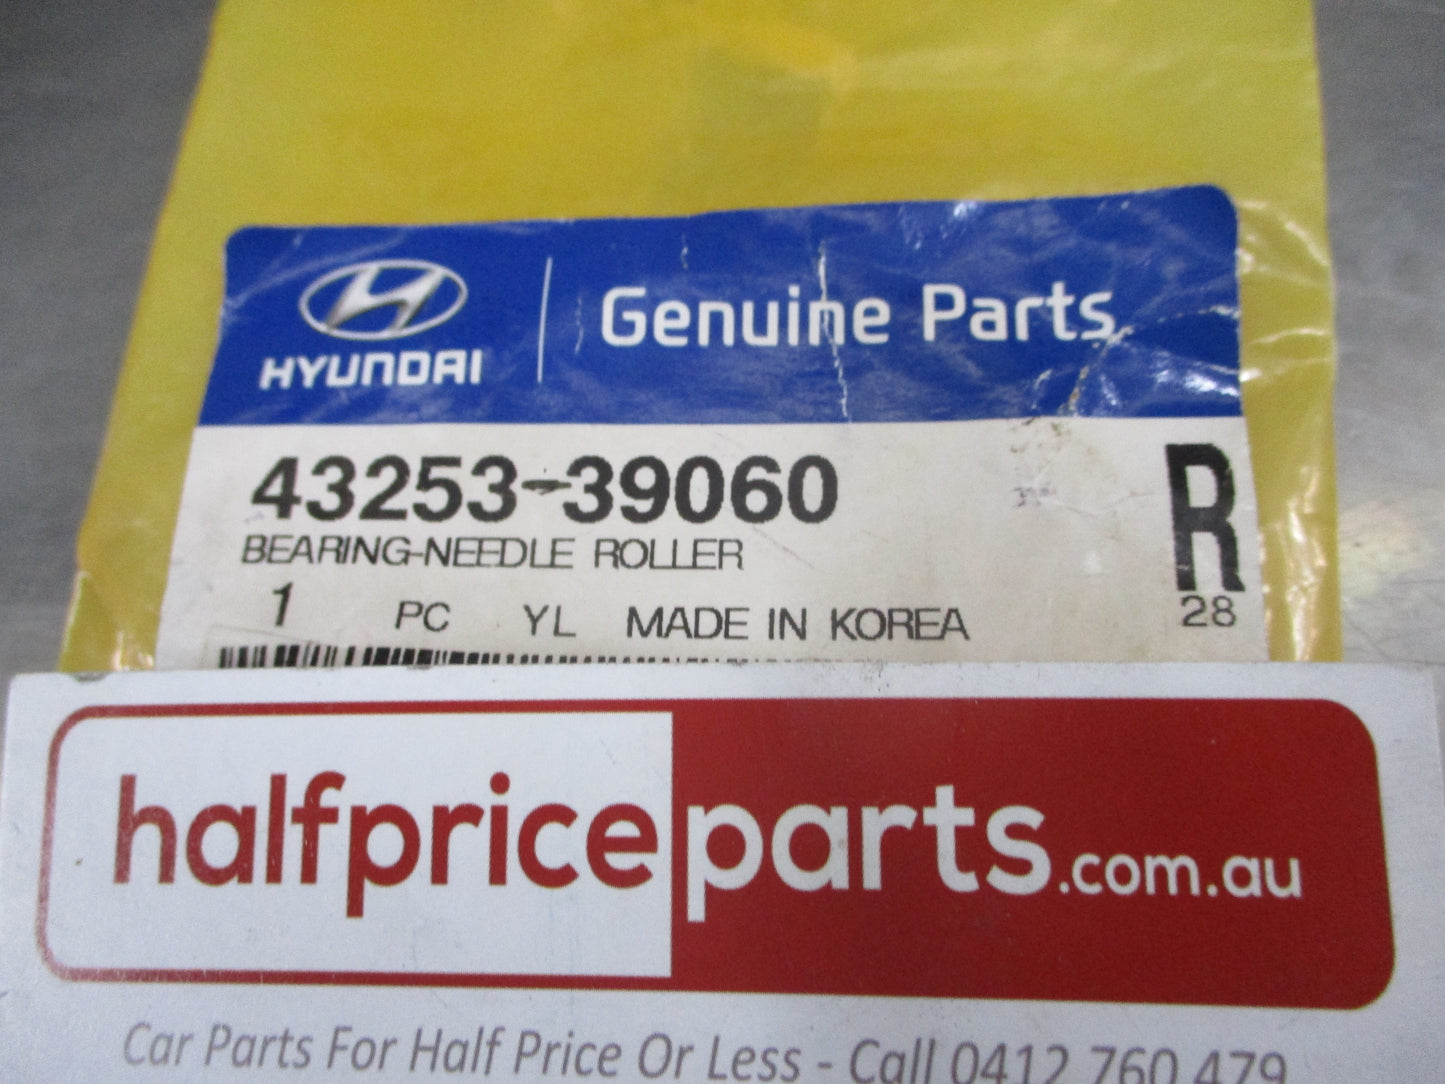 HYUNDAI
Genuine Parts
43253-39060
R
BEARING-NEEDLE ROLLER
1 PC YL MADE IN KOREA
28
halfpriceparts.com.au
Car Parts For Half Price Or Less - Call 0412 760 479